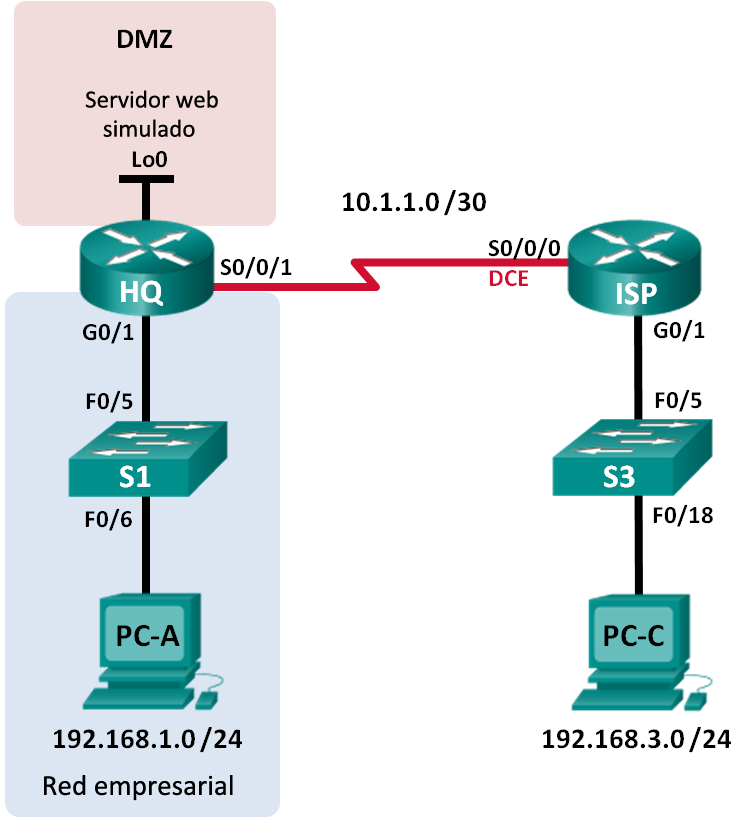 DMZ
Servidor web
simulado
Lo0
10.1.1.0 /30
S0/0/1
S0/0/0
DCE
HQ
ISP
G0/1
G0/1
F0/5
F0/5
S1
S3
F0/6
F0/18
PC-A
PC-C
192.168.1.0 /24
192.168.3.0 /24
Red empresarial